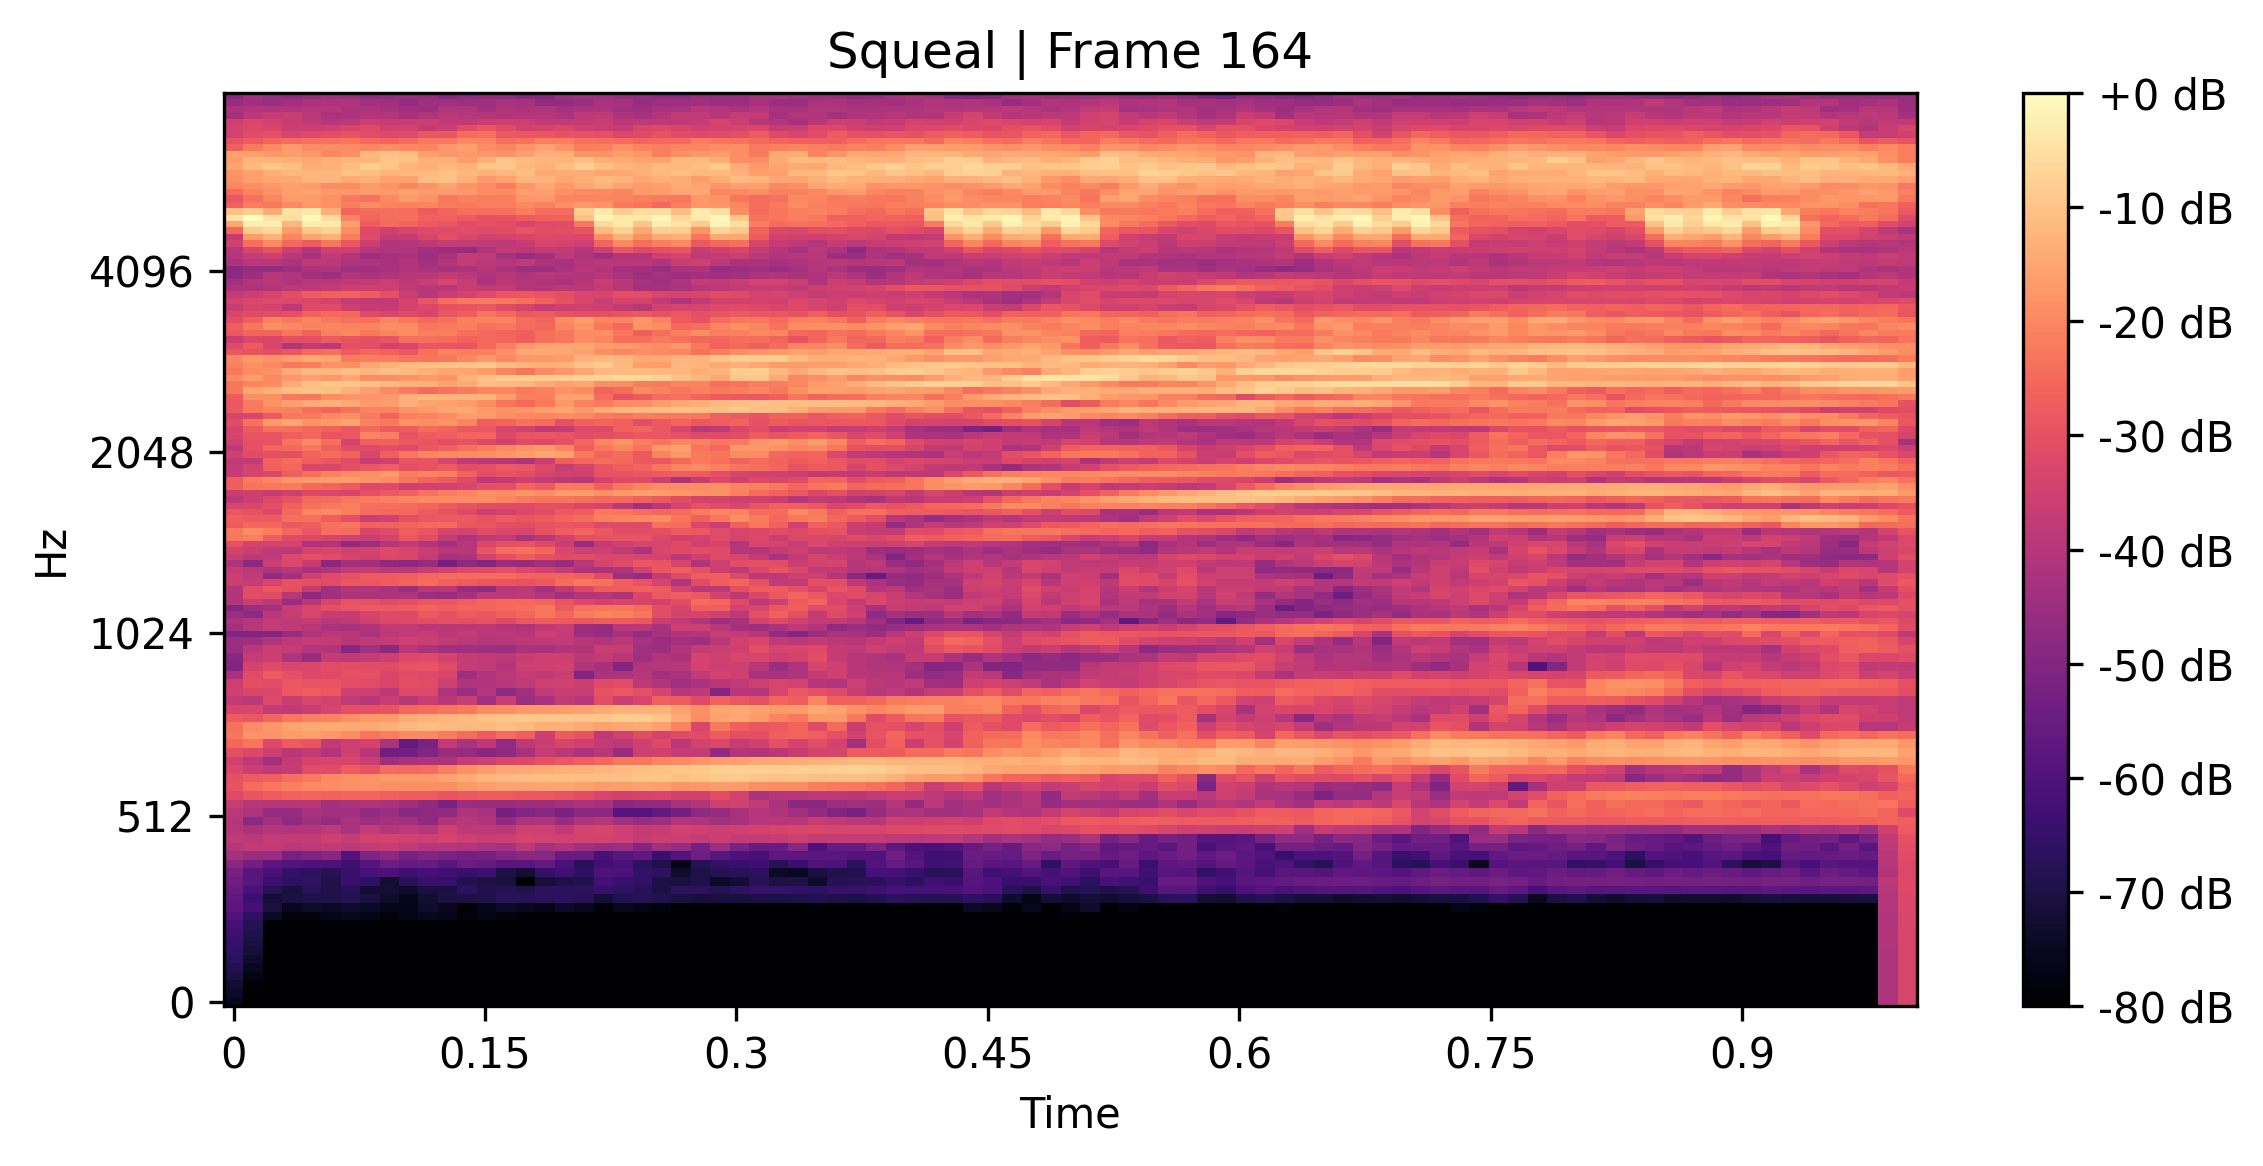 Squeal | Frame 164
+0 dB
-10 dB
-20 dB
-30 dB
-40 dB
-50 dB
-60 dB
-70 dB
-80 dB
Hz
4096
2048
1024
512
0
0 0.15 0.3 0.45 0.6 0.75 0.9
Time